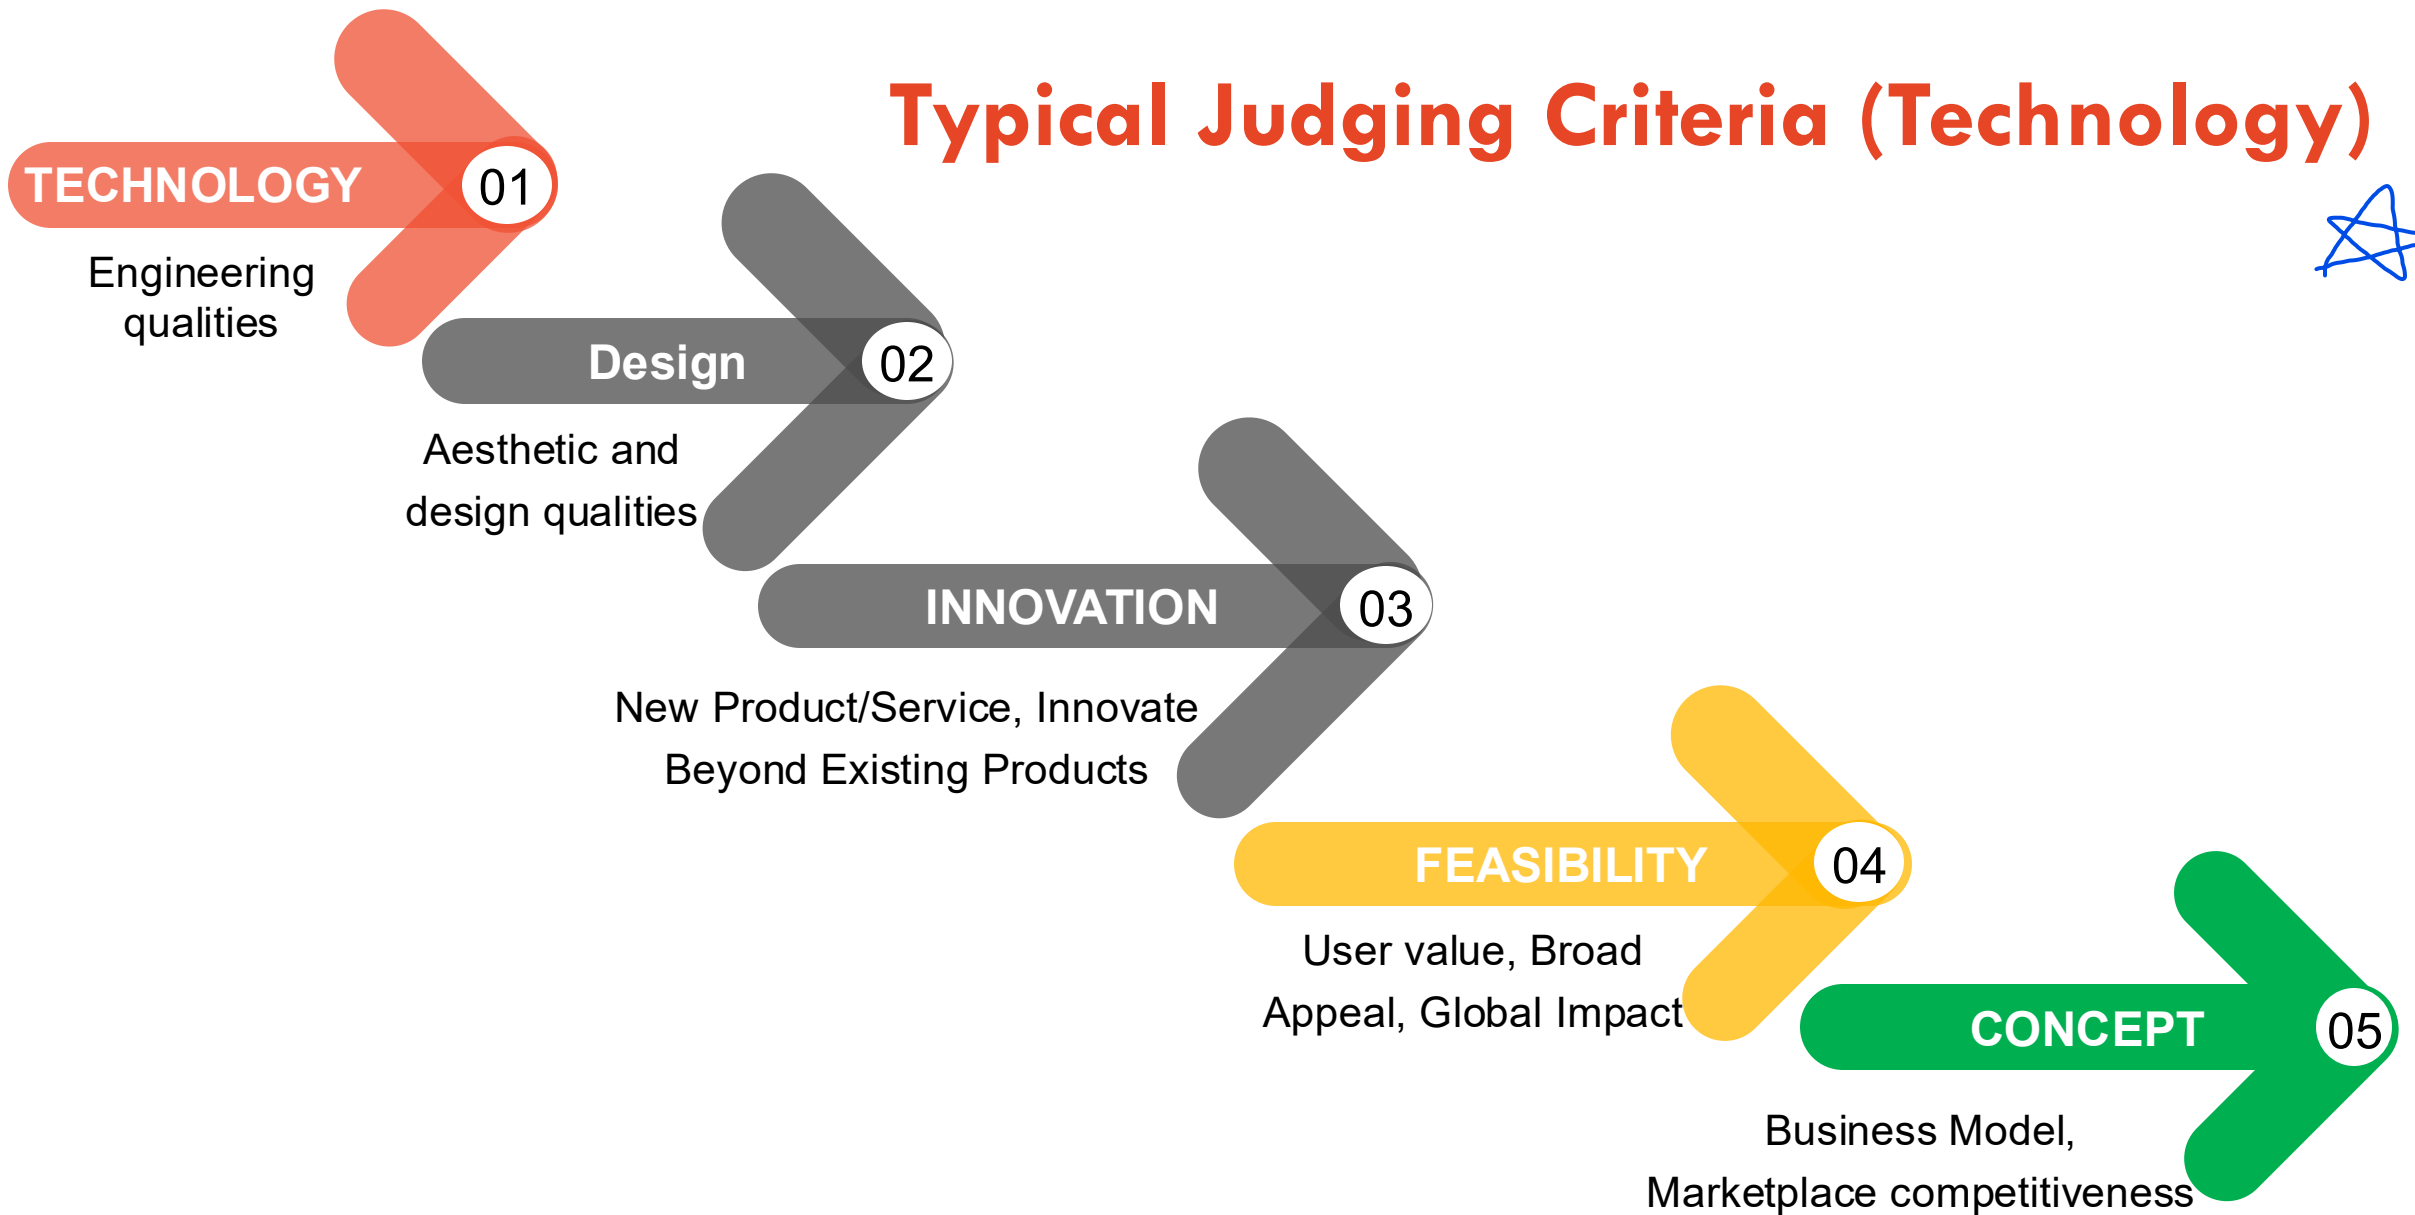 Typical Judging Criteria (Technology)
TECHNOLOGY
01
Engineering
qualities
Design
02
Aesthetic and
design qualities
INNOVATION
03
New Product/Service, Innovate
Beyond Existing Products
FEASIBILITY
04
User value, Broad
Appeal, Global Impact
CONCEPT
05
Business Model,
Marketplace competitiveness